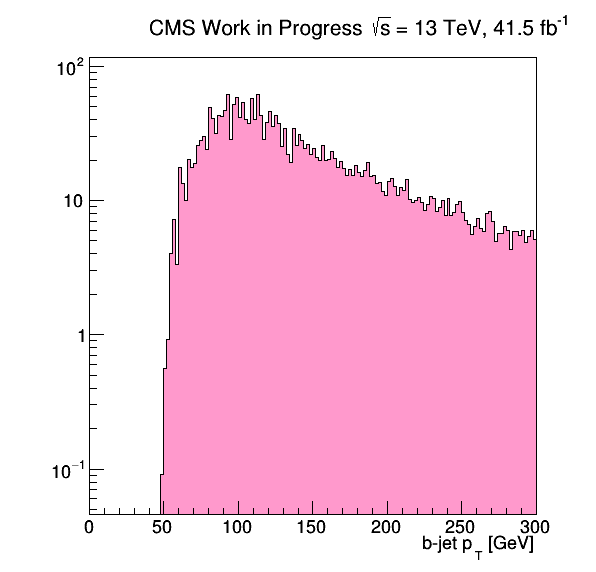 CMS Work in Progress √s = 13 TeV, 41.5 fb⁻¹
10²
10
1
10⁻¹
0 50 100 150 200 250 300
b-jet p_T [GeV]